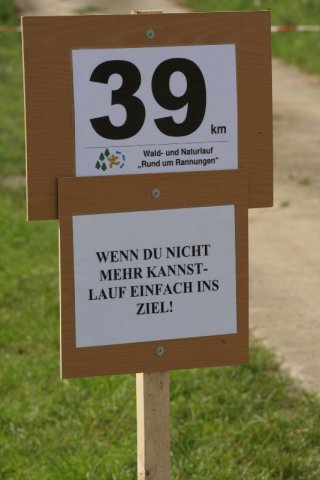 39 km
Wald- und Naturlauf
„Rund um Rannungen“
WENN DU NICHT
MEHR KANNST-
LAUF EINFACH INS
ZIEL!